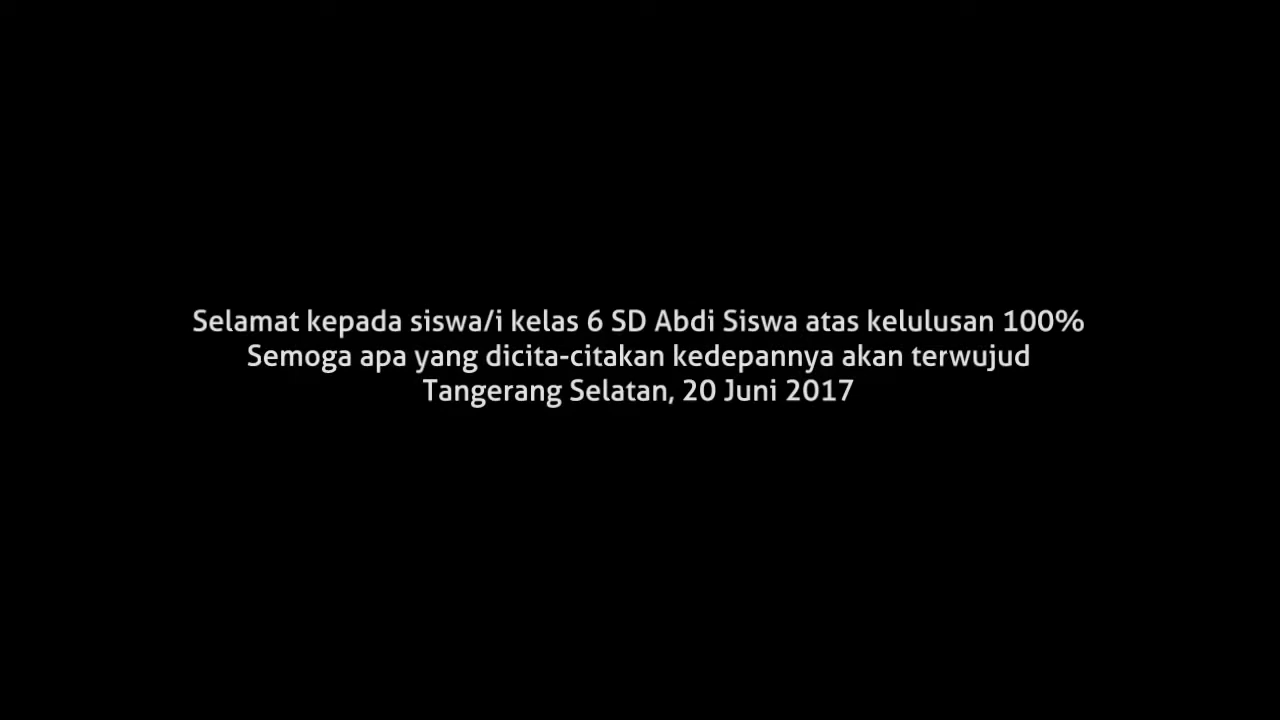 Selamat kepada siswa/i kelas 6 SD Abdi Siswa atas kelulusan 100%
Semoga apa yang dicita-citakan kedepannya akan terwujud
Tangerang Selatan, 20 Juni 2017